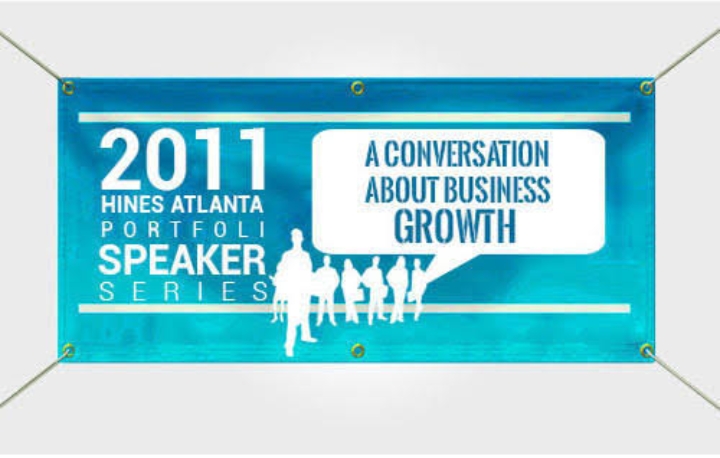 2011
HINES ATLANTA
PORTFOLI
SPEAKER
SERIES
A CONVERSATION
ABOUT BUSINESS
GROWTH